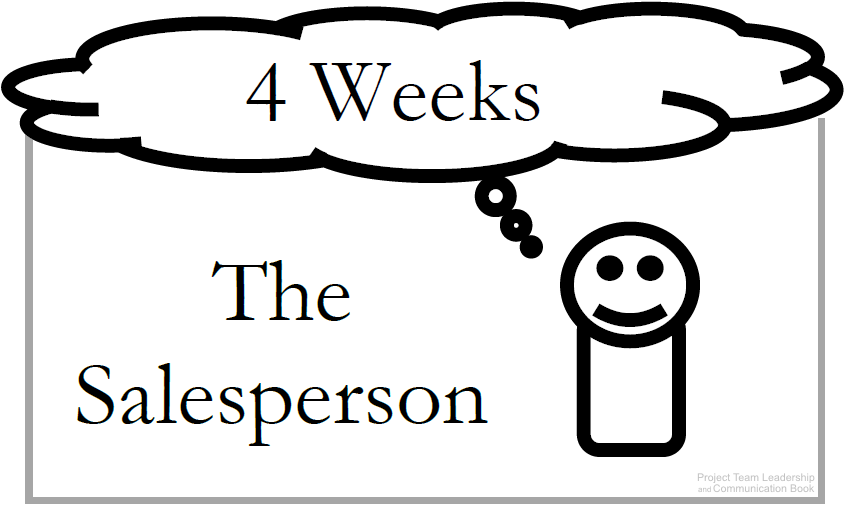 4 Weeks
The
Salesperson
Project Team Leadership
and Communication Book